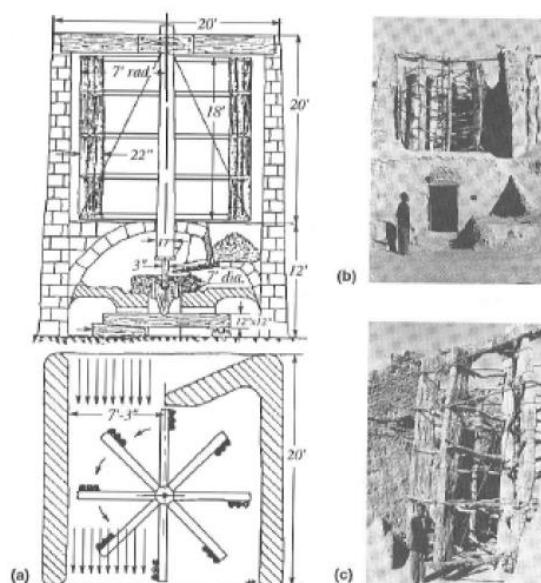 20'
7' rad.
18'
20'
22"
3"
7' dia.
12'
12"x12"
7'-3"
20'
(a)
(b)
(c)